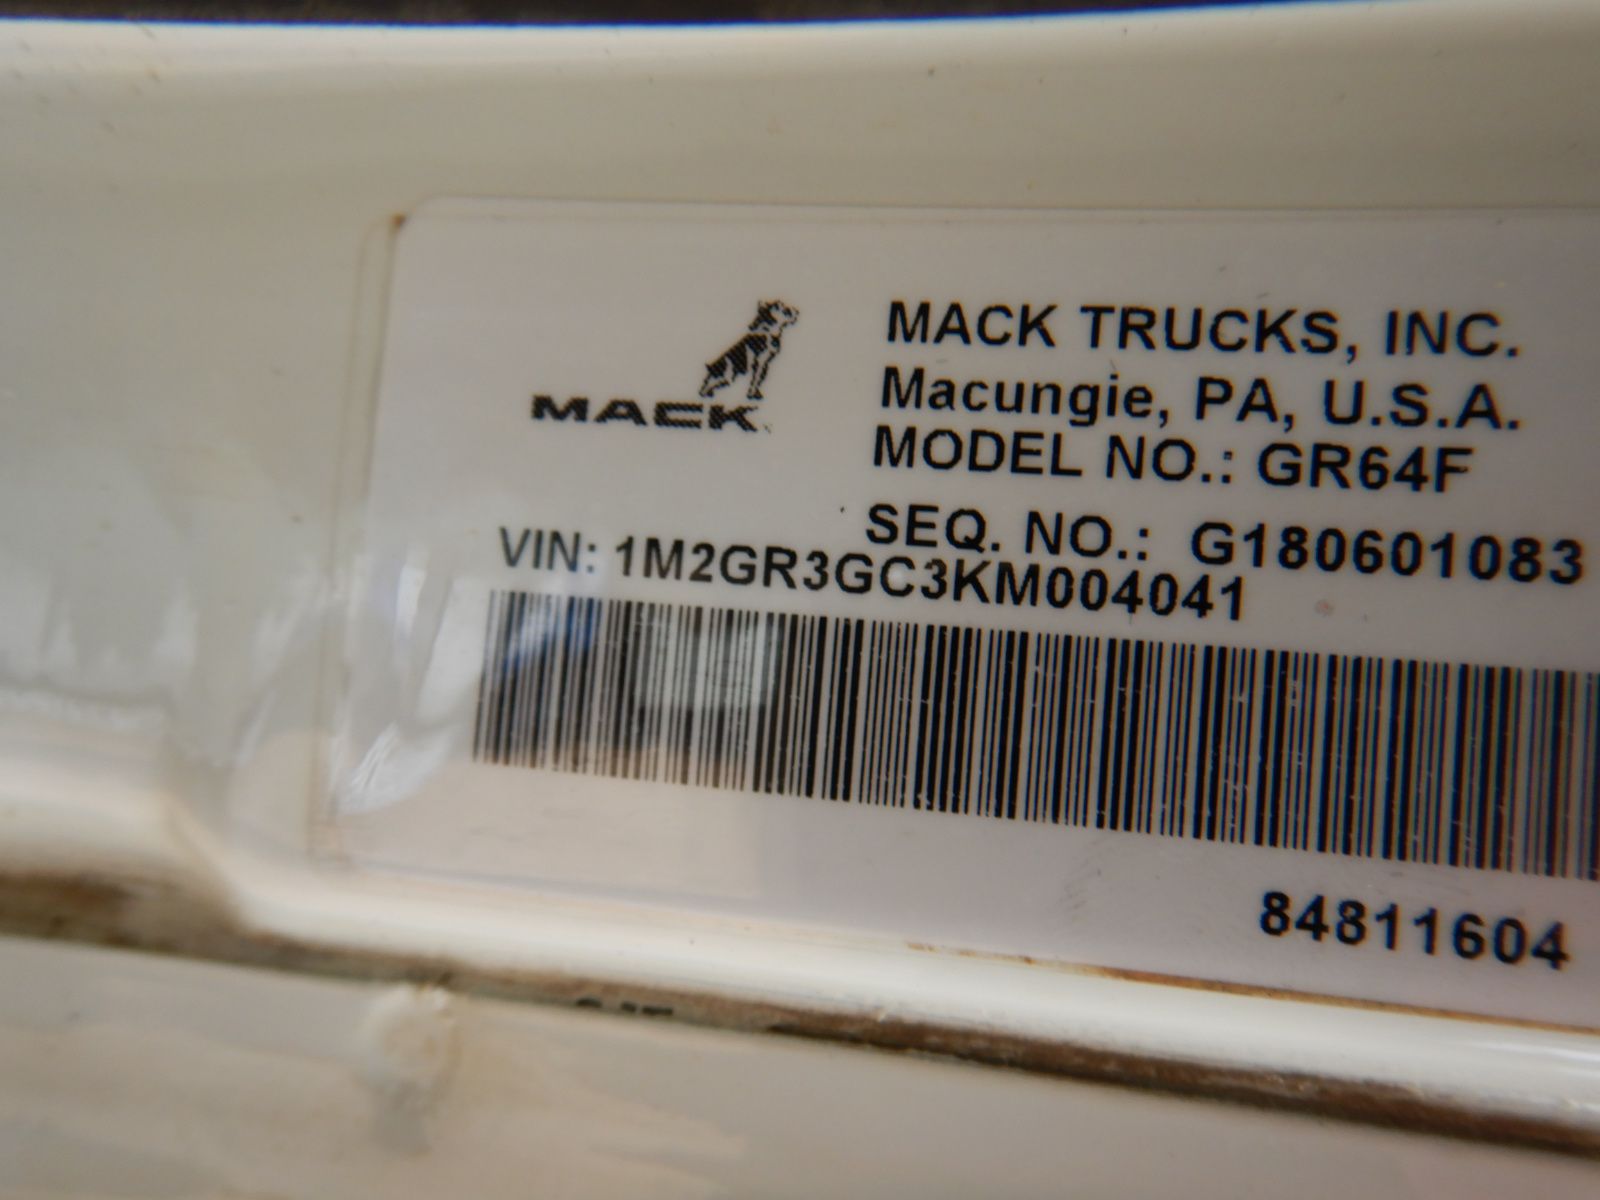 MACK
MACK TRUCKS, INC.
Macungie, PA, U.S.A.
MODEL NO.: GR64F
SEQ. NO.: G180601083
VIN: 1M2GR3GC3KM004041
84811604